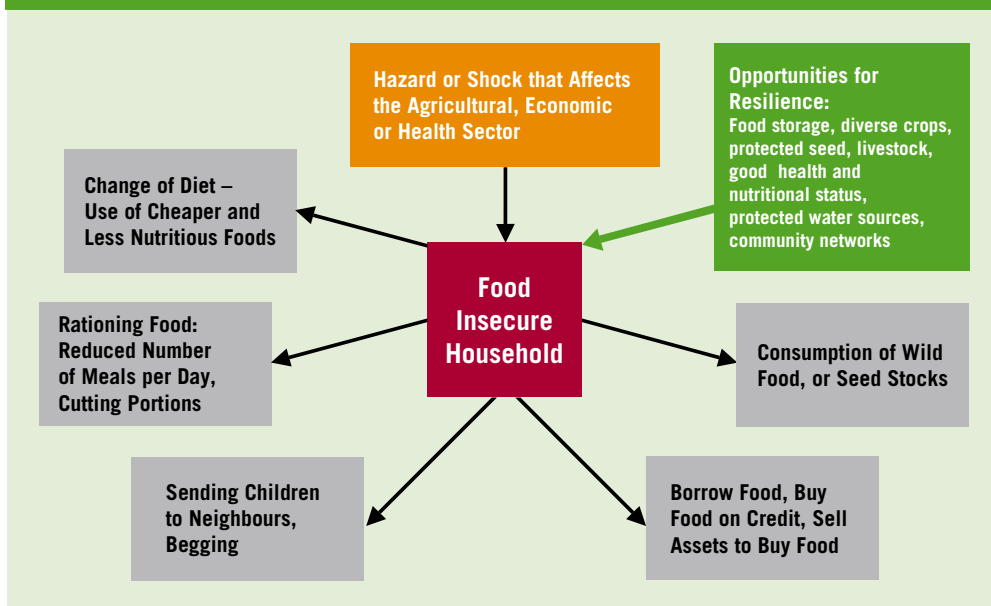 Hazard or Shock that Affects
the Agricultural, Economic
or Health Sector
Opportunities for
Resilience:
Food storage, diverse crops,
protected seed, livestock,
good health and
nutritional status,
protected water sources,
community networks
Change of Diet –
Use of Cheaper and
Less Nutritious Foods
Food
Insecure
Household
Rationing Food:
Reduced Number
of Meals per Day,
Cutting Portions
Consumption of Wild
Food, or Seed Stocks
Sending Children
to Neighbours,
Begging
Borrow Food, Buy
Food on Credit, Sell
Assets to Buy Food